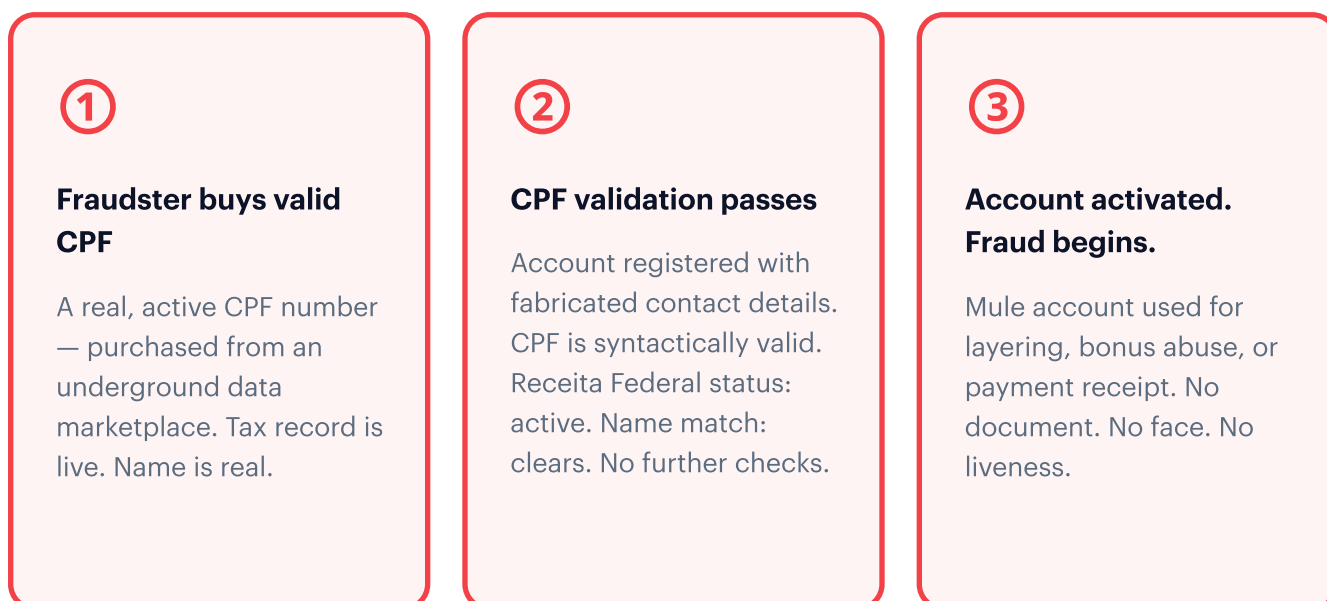 1
Fraudster buys valid
CPF
A real, active CPF number
— purchased from an
underground data
marketplace. Tax record is
live. Name is real.
2
CPF validation passes
Account registered with
fabricated contact details.
CPF is syntactically valid.
Receita Federal status:
active. Name match:
clears. No further checks.
3
Account activated.
Fraud begins.
Mule account used for
layering, bonus abuse, or
payment receipt. No
document. No face. No
liveness.